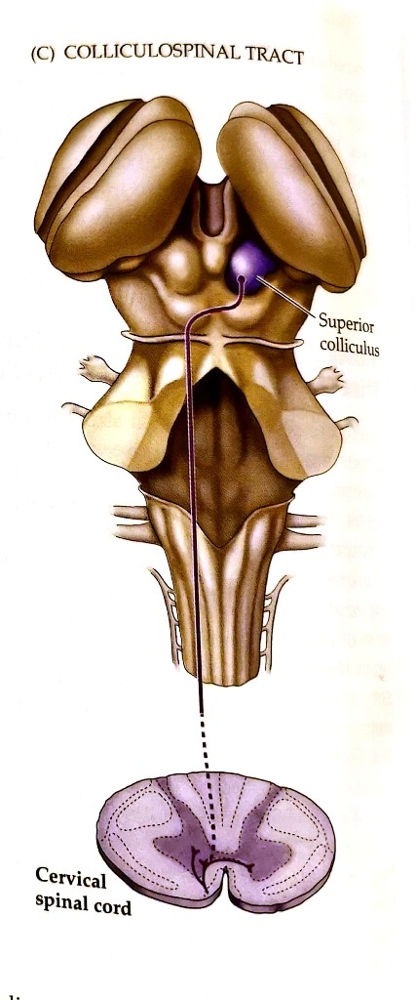 (C) COLLICULOSPINAL TRACT
Superior
colliculus
Cervical
spinal cord